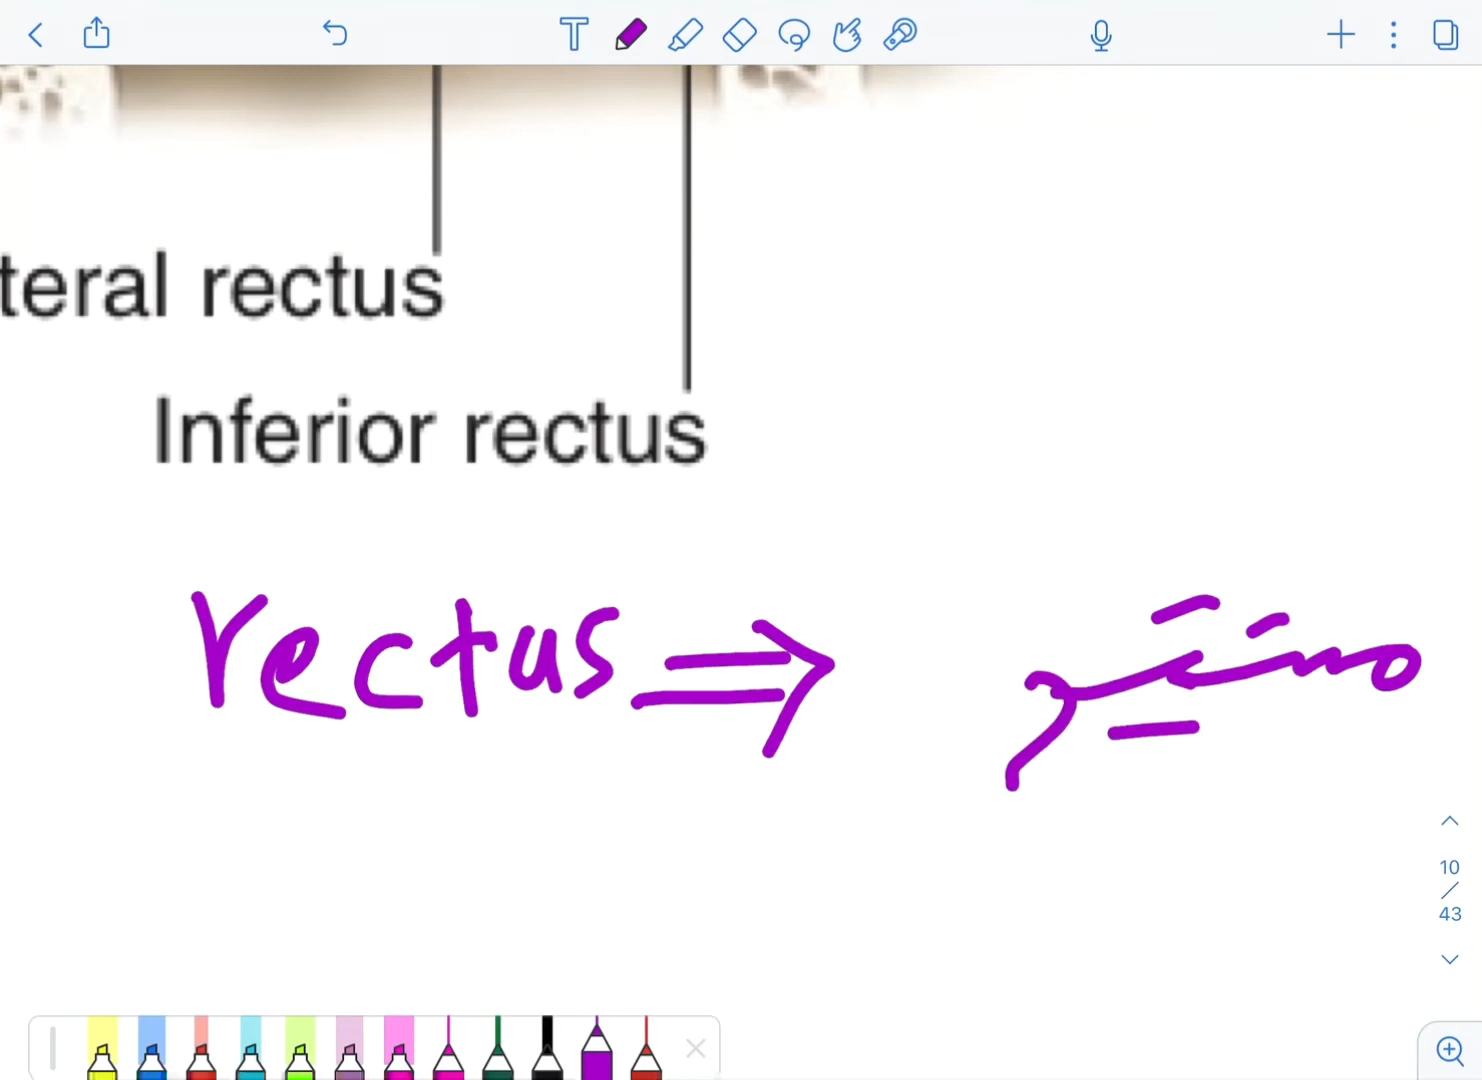 teral rectus
Inferior rectus
rectus ⇒ مستقيم
10
/
43